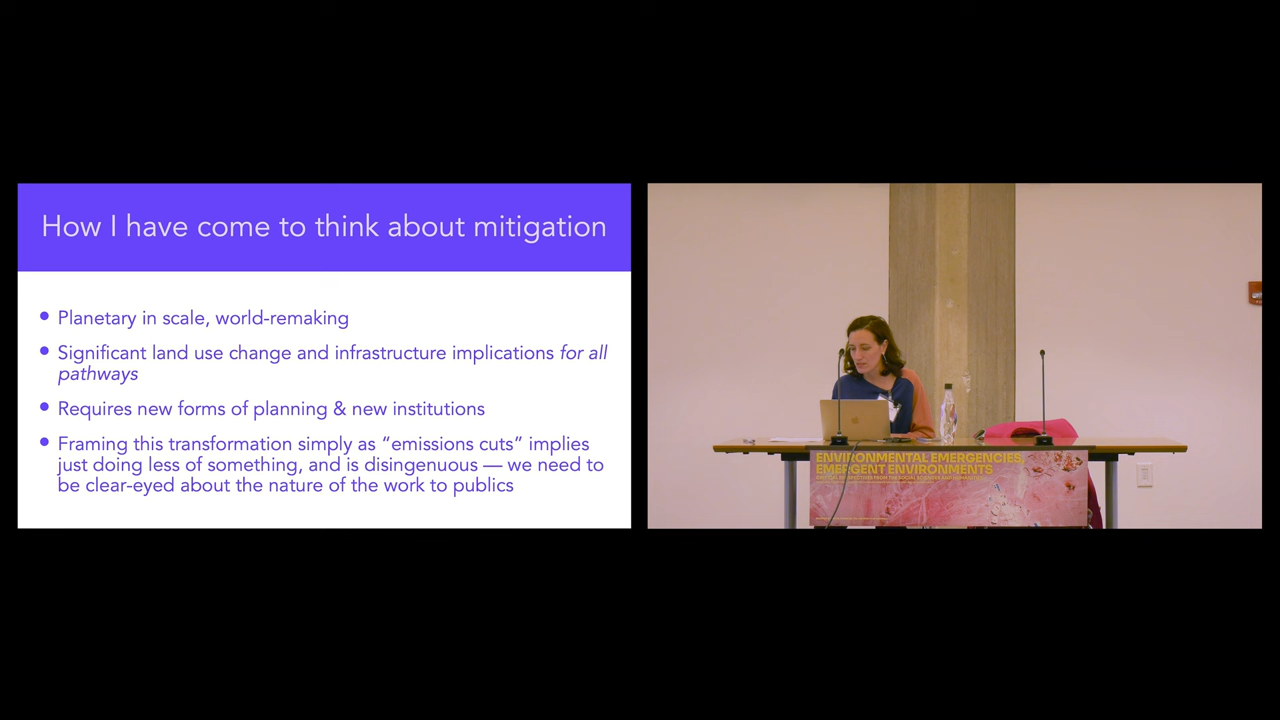 How I have come to think about mitigation
Planetary in scale, world-remaking
Significant land use change and infrastructure implications for all
pathways
Requires new forms of planning & new institutions
Framing this transformation simply as “emissions cuts” implies
just doing less of something, and is disingenuous — we need to
be clear-eyed about the nature of the work to publics
ENVIRONMENTAL EMERGENCIES,
EMERGENT ENVIRONMENTS